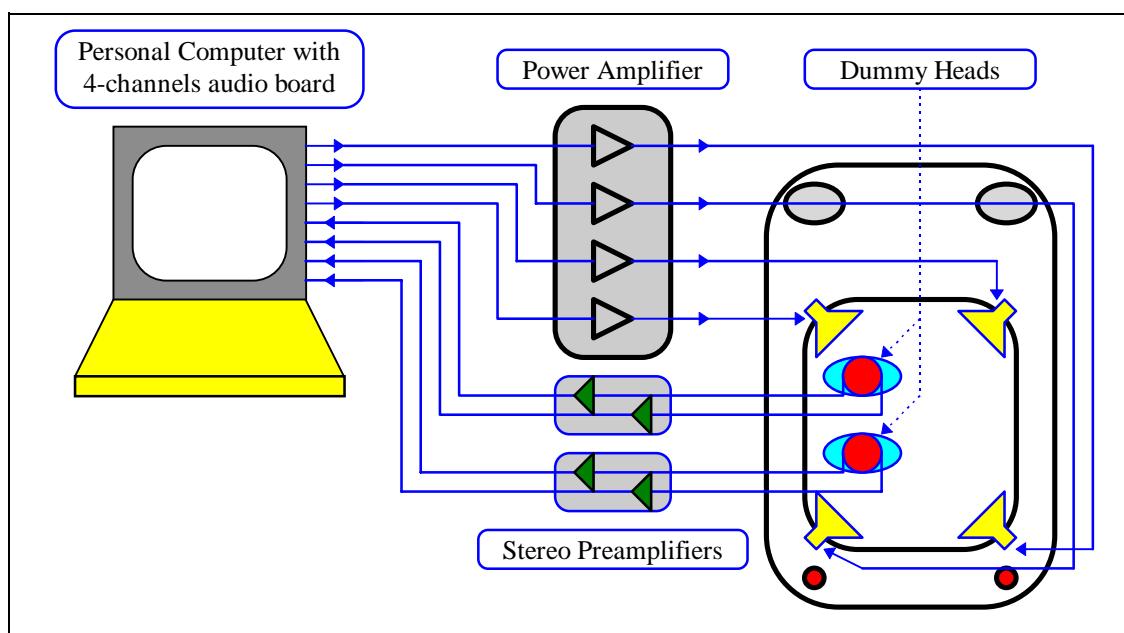 Personal Computer with
4-channels audio board
Power Amplifier
Dummy Heads
Stereo Preamplifiers